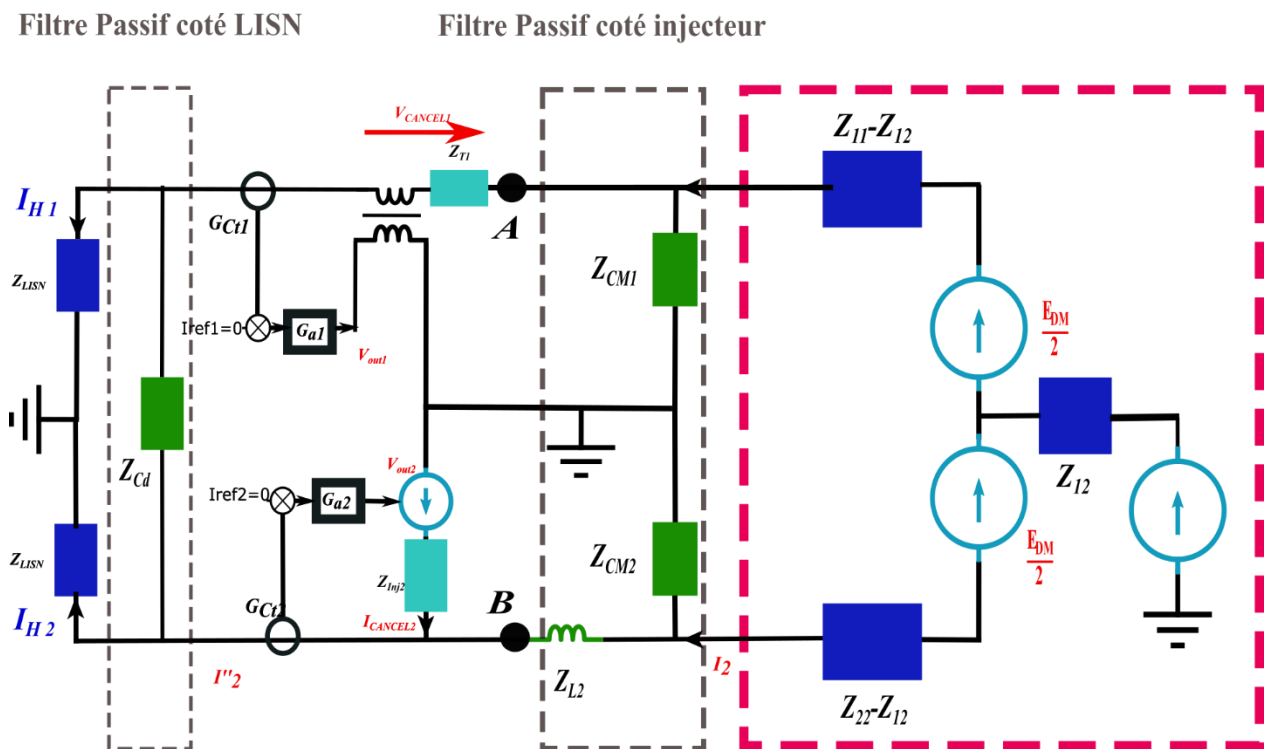 Filtre Passif coté LISN
Filtre Passif coté injecteur
V_CANCEL1
Z_T1
Z_11-Z_12
I_H 1
G_Ct1
A
Z_LISN
Z_CM1
Iref1=0
G_a1
V_out1
E_DM
2
Z_12
Z_Cd
V_out2
Iref2=0
G_a2
Z_LISN
Z_Inj2
Z_CM2
E_DM
2
I_H 2
I_CANCEL2
B
I''_2
Z_L2
I_2
Z_22-Z_12